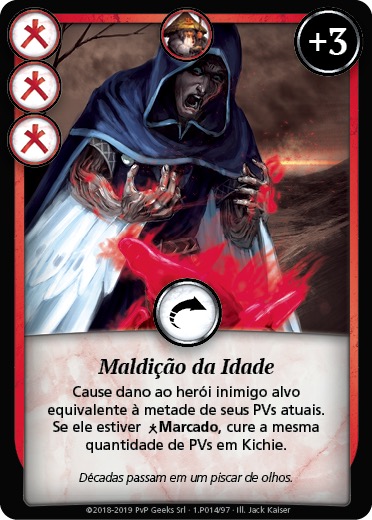 +3
Maldição da Idade
Cause dano ao herói inimigo alvo
equivalente à metade de seus PVs atuais.
Se ele estiver Marcado, cure a mesma
quantidade de PVs em Kichie.
Décadas passam em um piscar de olhos.
©2018-2019 PvP Geeks Srl - 1.P014/97 - Ill. Jack Kaiser